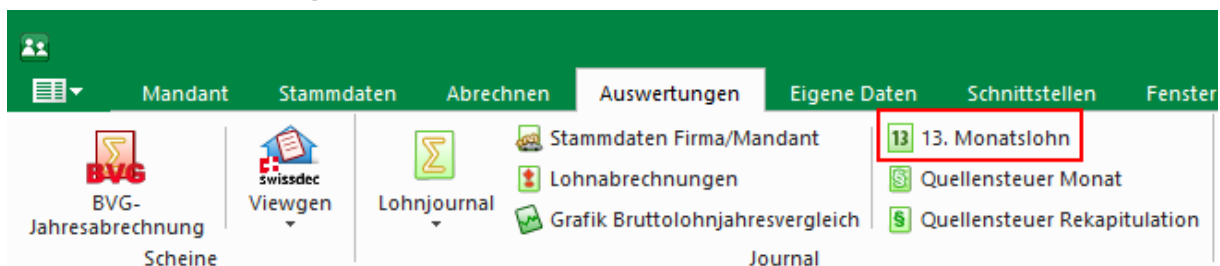 Mandant Stammdaten Abrechnen Auswertungen Eigene Daten Schnittstellen Fenster
BVG
BVG-
Jahresabrechnung
swissdec
Viewgen
Scheine
Lohnjournal
Stammdaten Firma/Mandant
Lohnabrechnungen
Grafik Bruttolohnjahresvergleich
13 13. Monatslohn
§ Quellensteuer Monat
§ Quellensteuer Rekapitulation
Journal